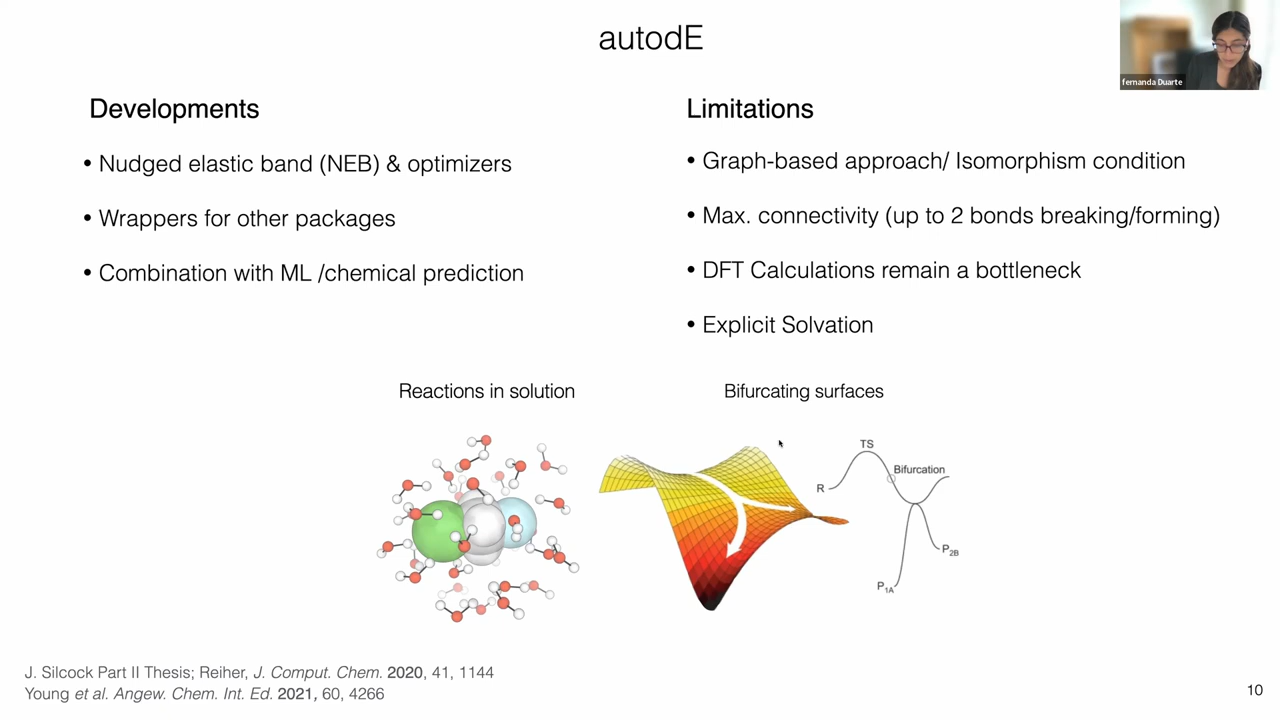 autodE
fernanda Duarte
Developments
• Nudged elastic band (NEB) & optimizers
• Wrappers for other packages
• Combination with ML /chemical prediction
Limitations
• Graph-based approach/ Isomorphism condition
• Max. connectivity (up to 2 bonds breaking/forming)
• DFT Calculations remain a bottleneck
• Explicit Solvation
Reactions in solution
Bifurcating surfaces
TS
Bifurcation
R
P2B
P1A
J. Silcock Part II Thesis; Reiher, J. Comput. Chem. 2020, 41, 1144
Young et al. Angew. Chem. Int. Ed. 2021, 60, 4266
10